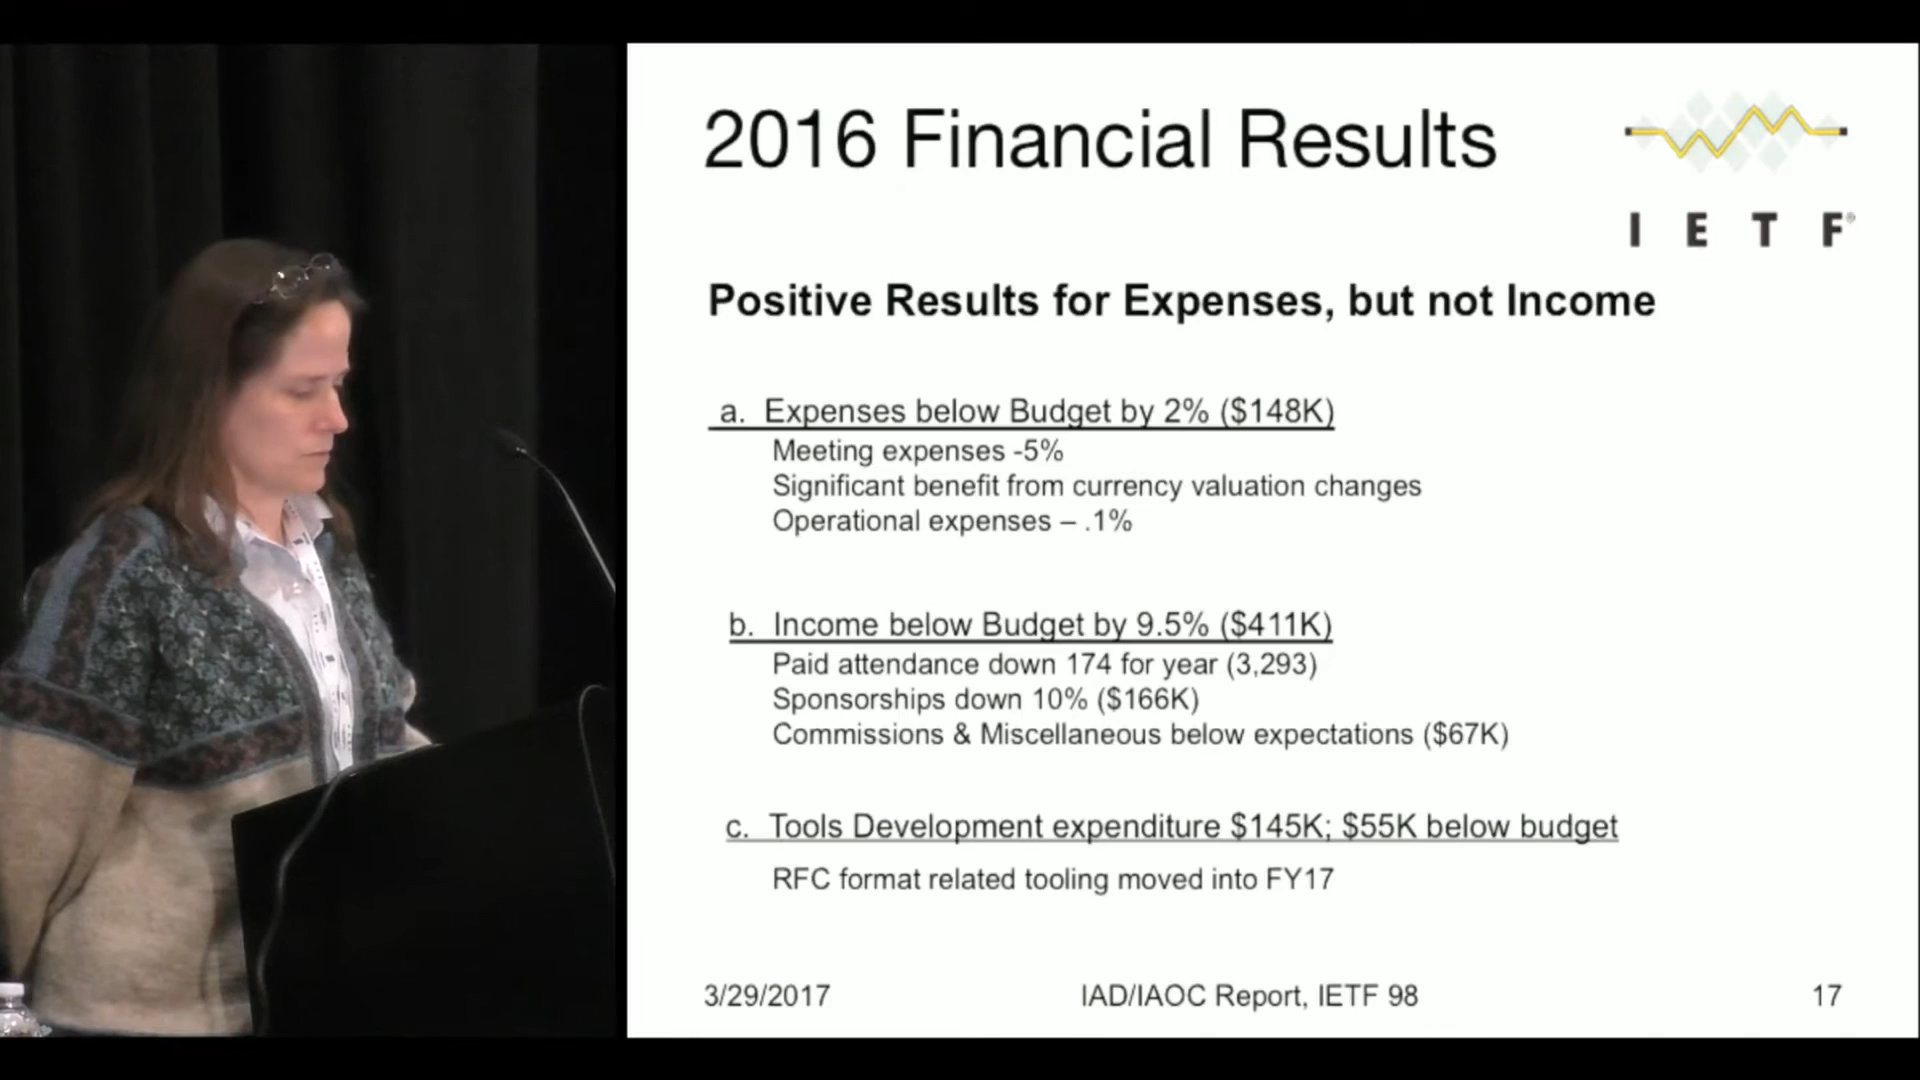 2016 Financial Results
I E T F®
Positive Results for Expenses, but not Income
a. Expenses below Budget by 2% ($148K)
Meeting expenses -5%
Significant benefit from currency valuation changes
Operational expenses – .1%
b. Income below Budget by 9.5% ($411K)
Paid attendance down 174 for year (3,293)
Sponsorships down 10% ($166K)
Commissions & Miscellaneous below expectations ($67K)
c. Tools Development expenditure $145K; $55K below budget
RFC format related tooling moved into FY17
3/29/2017 IAD/IAOC Report, IETF 98 17